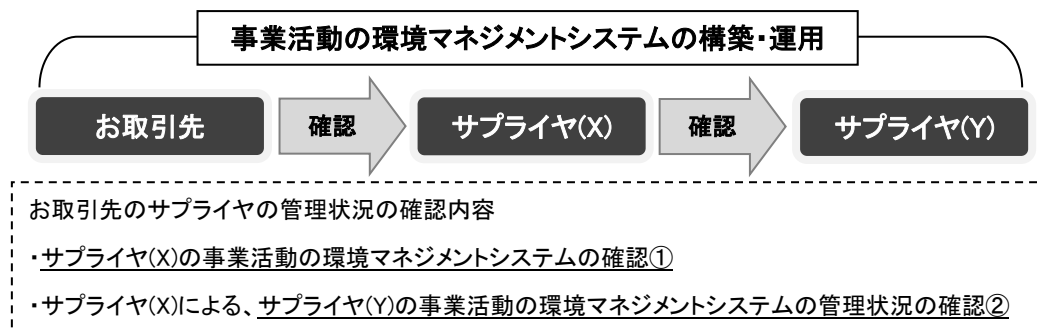 事業活動の環境マネジメントシステムの構築・運用
お取引先
確認
サプライヤ(X)
確認
サプライヤ(Y)
お取引先のサプライヤの管理状況の確認内容
・サプライヤ(X)の事業活動の環境マネジメントシステムの確認①
・サプライヤ(X)による、サプライヤ(Y)の事業活動の環境マネジメントシステムの管理状況の確認②